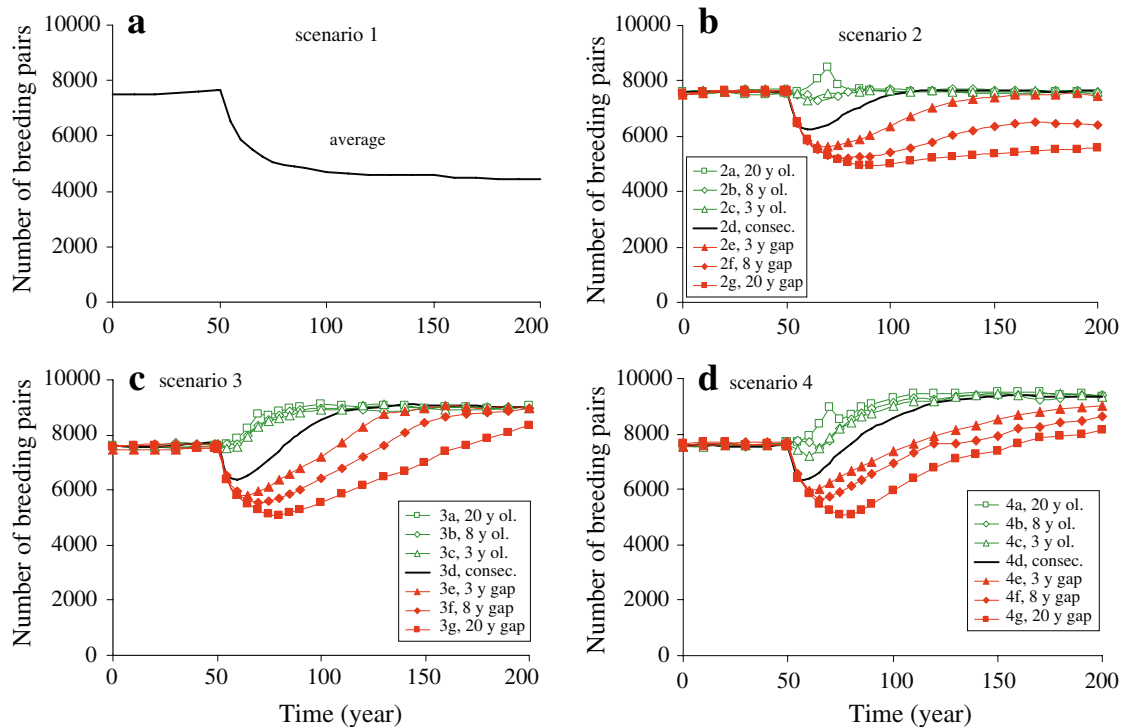 a
scenario 1
Number of breeding pairs
10000
8000
6000
4000
2000
0
average
0 50 100 150 200
b
scenario 2
Number of breeding pairs
10000
8000
6000
4000
2000
0
2a, 20 y ol.
2b, 8 y ol.
2c, 3 y ol.
2d, consec.
2e, 3 y gap
2f, 8 y gap
2g, 20 y gap
0 50 100 150 200
c
scenario 3
Number of breeding pairs
10000
8000
6000
4000
2000
0
3a, 20 y ol.
3b, 8 y ol.
3c, 3 y ol.
3d, consec.
3e, 3 y gap
3f, 8 y gap
3g, 20 y gap
0 50 100 150 200
Time (year)
d
scenario 4
Number of breeding pairs
10000
8000
6000
4000
2000
0
4a, 20 y ol.
4b, 8 y ol.
4c, 3 y ol.
4d, consec.
4e, 3 y gap
4f, 8 y gap
4g, 20 y gap
0 50 100 150 200
Time (year)